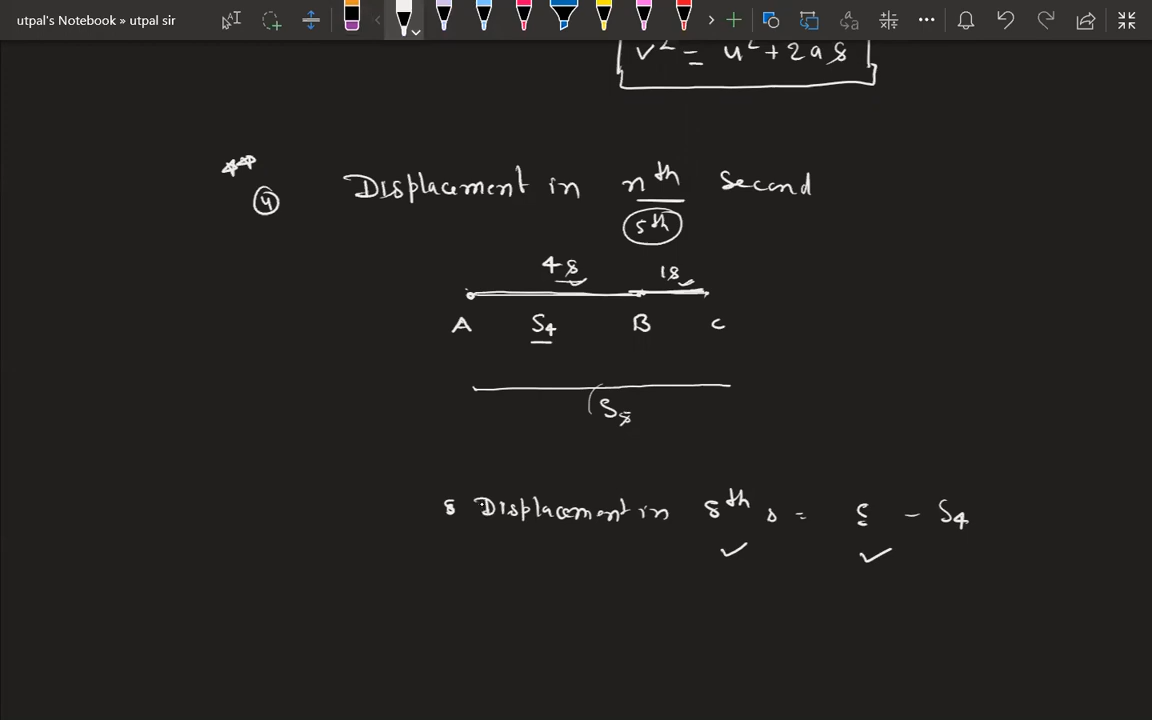 utpal's Notebook » utpal sir
v² = u² + 2as
④ Displacement in nth second
5th
4s 1s
A S₄ B C
S₅
Displacement in 5th s = S - S₄